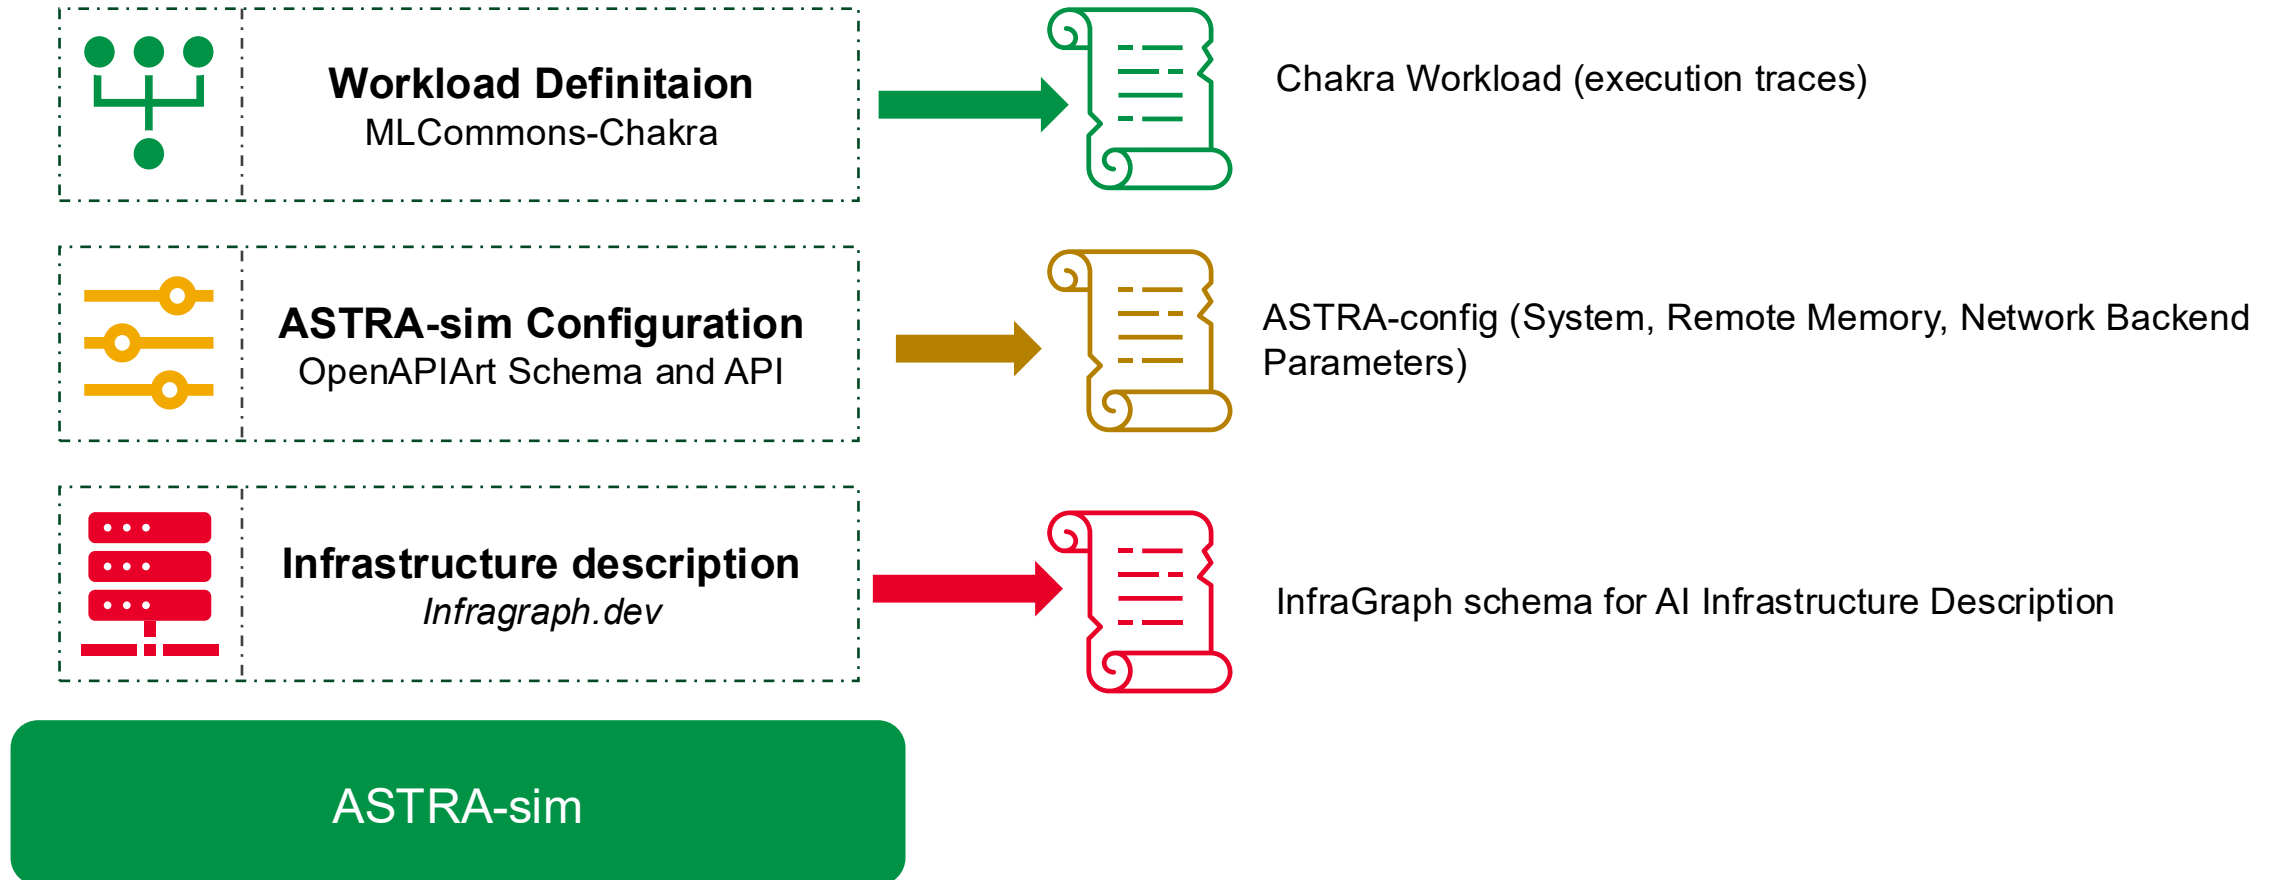 Workload Definitaion
MLCommons-Chakra
Chakra Workload (execution traces)
ASTRA-sim Configuration
OpenAPIArt Schema and API
ASTRA-config (System, Remote Memory, Network Backend
Parameters)
Infrastructure description
Infragraph.dev
InfraGraph schema for AI Infrastructure Description
ASTRA-sim